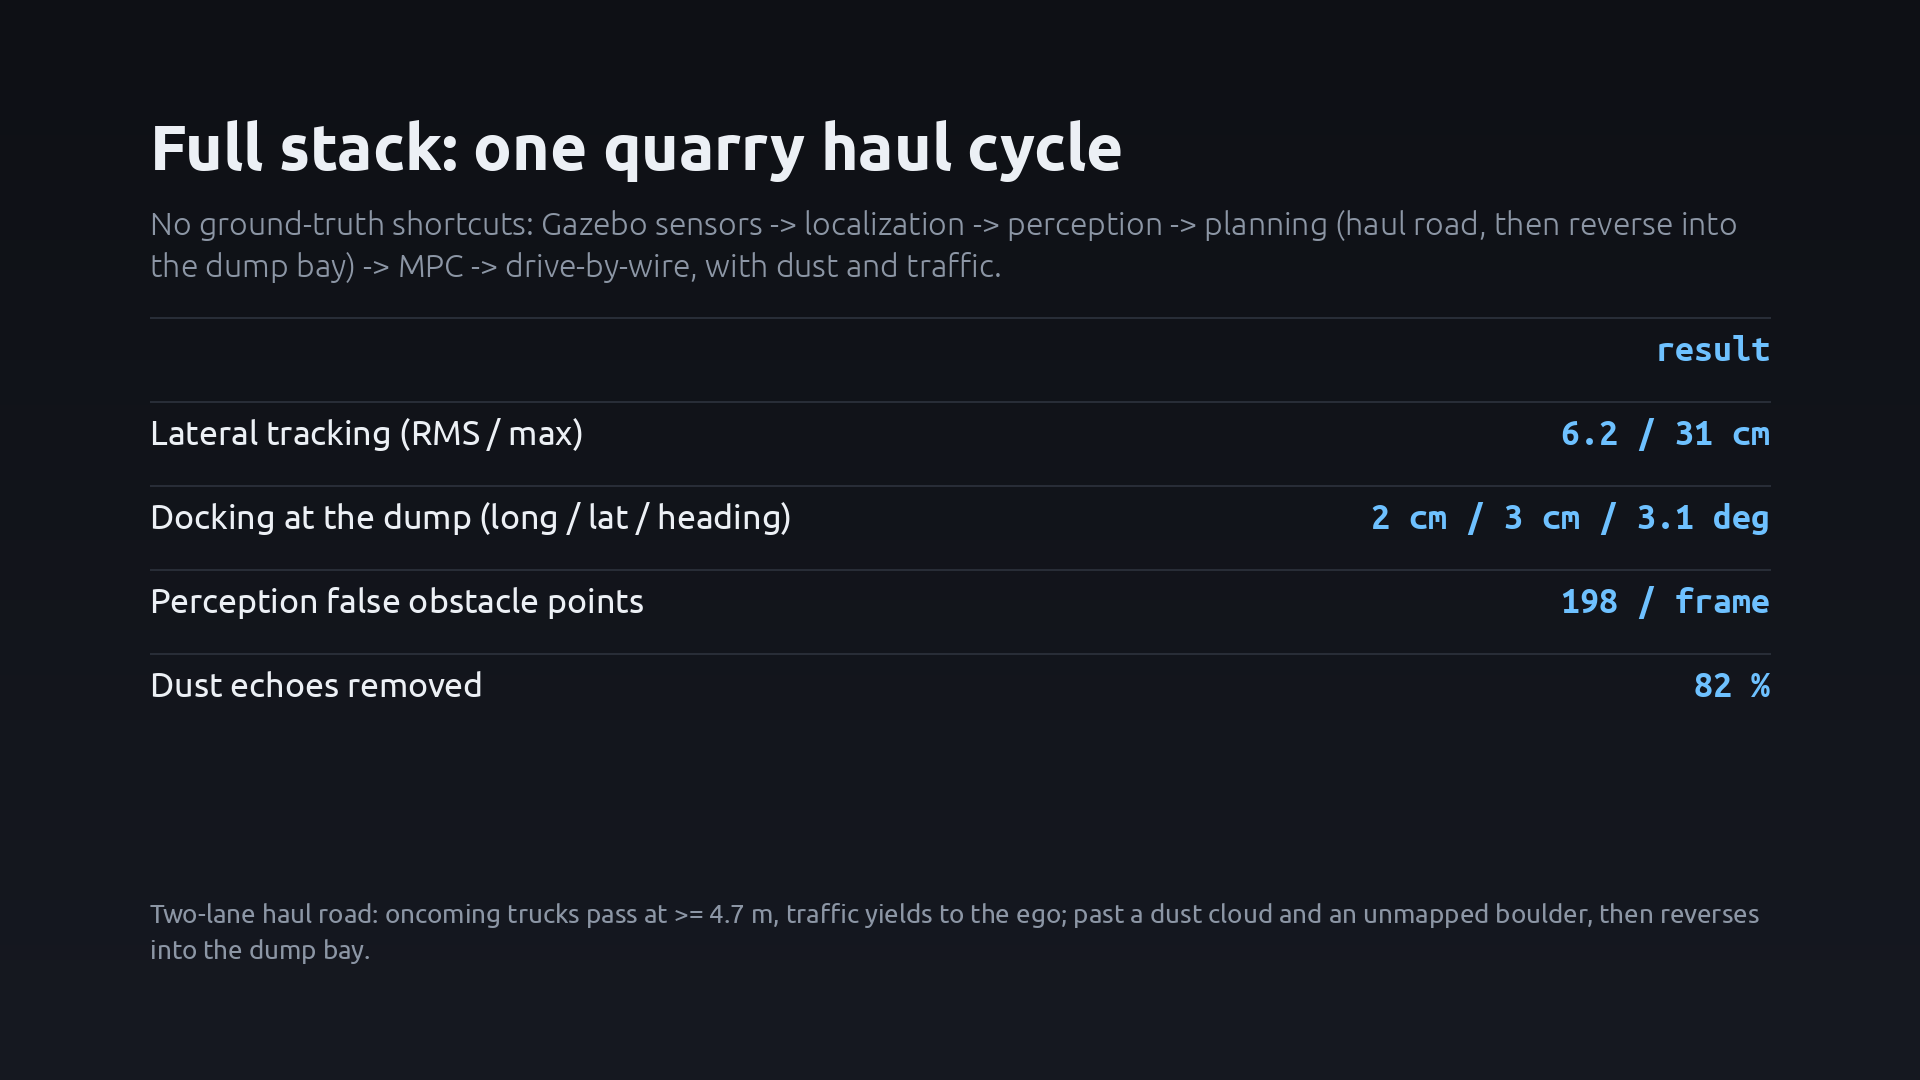 Full stack: one quarry haul cycle
No ground-truth shortcuts: Gazebo sensors -> localization -> perception -> planning (haul road, then reverse into
the dump bay) -> MPC -> drive-by-wire, with dust and traffic.
result
Lateral tracking (RMS / max) 6.2 / 31 cm
Docking at the dump (long / lat / heading) 2 cm / 3 cm / 3.1 deg
Perception false obstacle points 198 / frame
Dust echoes removed 82 %
Two-lane haul road: oncoming trucks pass at >= 4.7 m, traffic yields to the ego; past a dust cloud and an unmapped boulder, then reverses
into the dump bay.